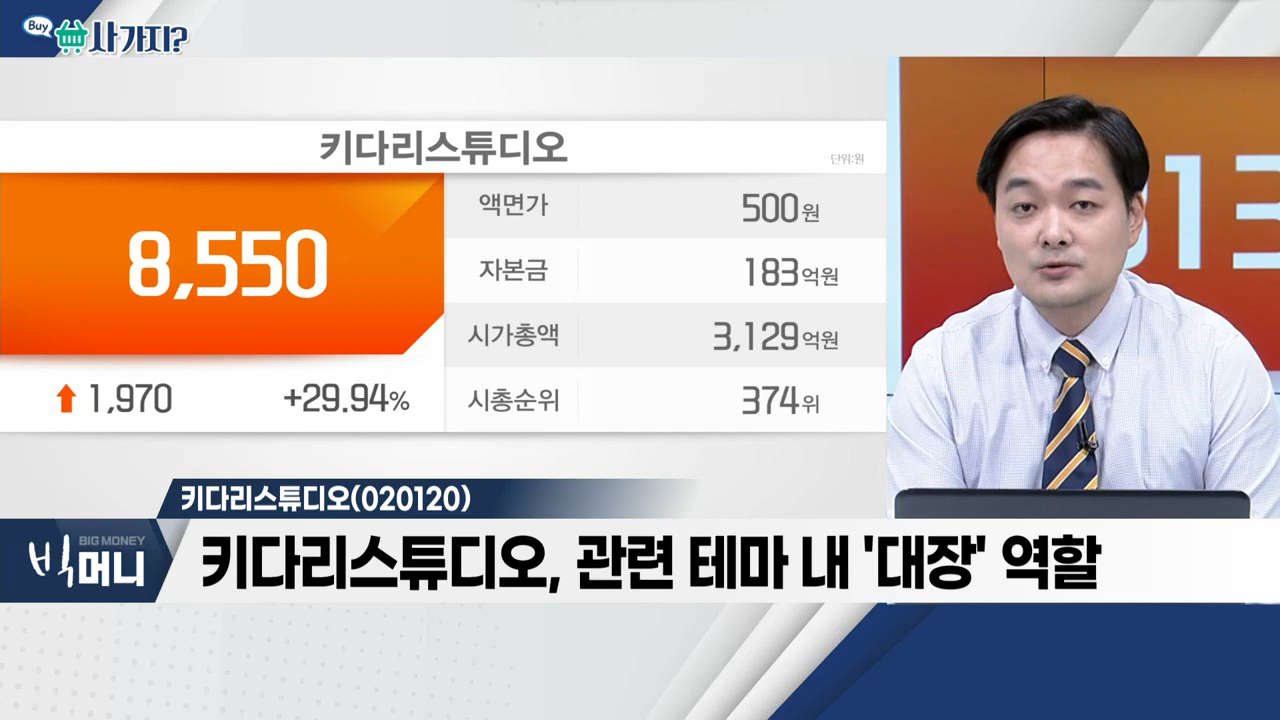 Buy
사가지?
키다리스튜디오
단위:원
8,550
1,970 +29.94%
액면가 500원
자본금 183억원
시가총액 3,129억원
시총순위 374위
13
키다리스튜디오(020120)
BIG MONEY
빅머니
키다리스튜디오, 관련 테마 내 '대장' 역할